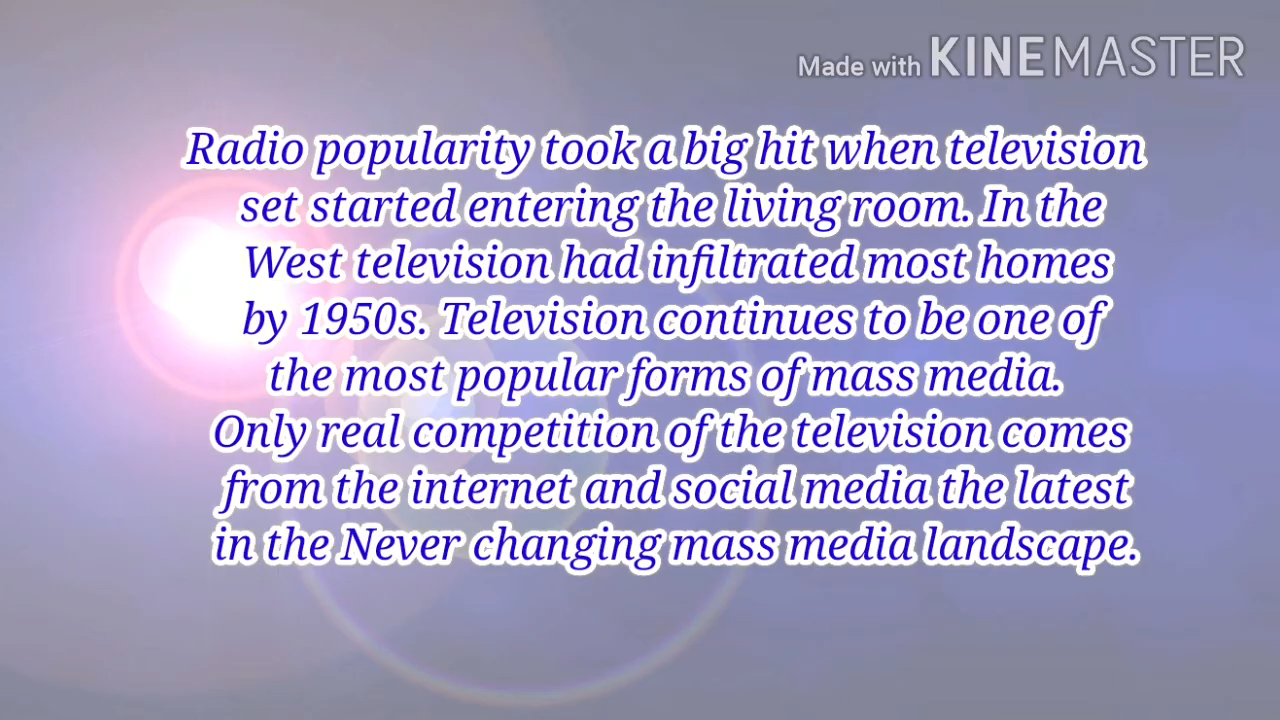 Made with KINEMASTER
Radio popularity took a big hit when television
set started entering the living room. In the
West television had infiltrated most homes
by 1950s. Television continues to be one of
the most popular forms of mass media.
Only real competition of the television comes
from the internet and social media the latest
in the Never changing mass media landscape.